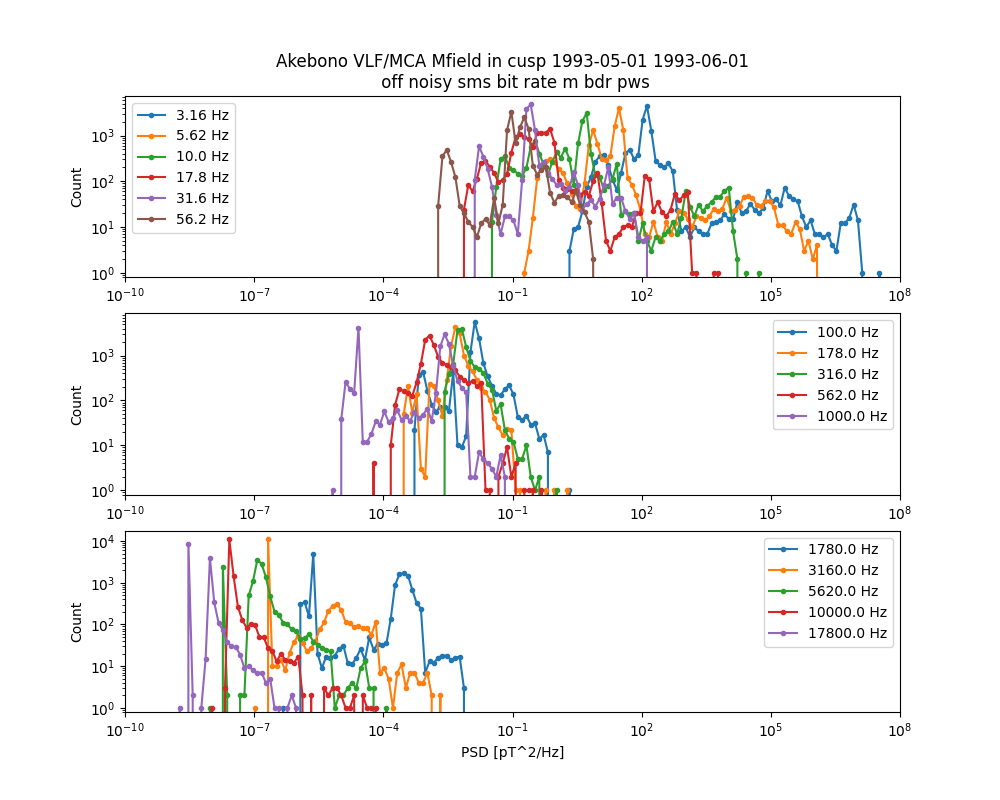 Akebono VLF/MCA Mfield in cusp 1993-05-01 1993-06-01
off noisy sms bit rate m bdr pws
Count
10^3
10^2
10^1
10^0
3.16 Hz
5.62 Hz
10.0 Hz
17.8 Hz
31.6 Hz
56.2 Hz
10^-10 10^-7 10^-4 10^-1 10^2 10^5 10^8
Count
10^3
10^2
10^1
10^0
100.0 Hz
178.0 Hz
316.0 Hz
562.0 Hz
1000.0 Hz
10^-10 10^-7 10^-4 10^-1 10^2 10^5 10^8
Count
10^4
10^3
10^2
10^1
10^0
1780.0 Hz
3160.0 Hz
5620.0 Hz
10000.0 Hz
17800.0 Hz
10^-10 10^-7 10^-4 10^-1 10^2 10^5 10^8
PSD [pT^2/Hz]